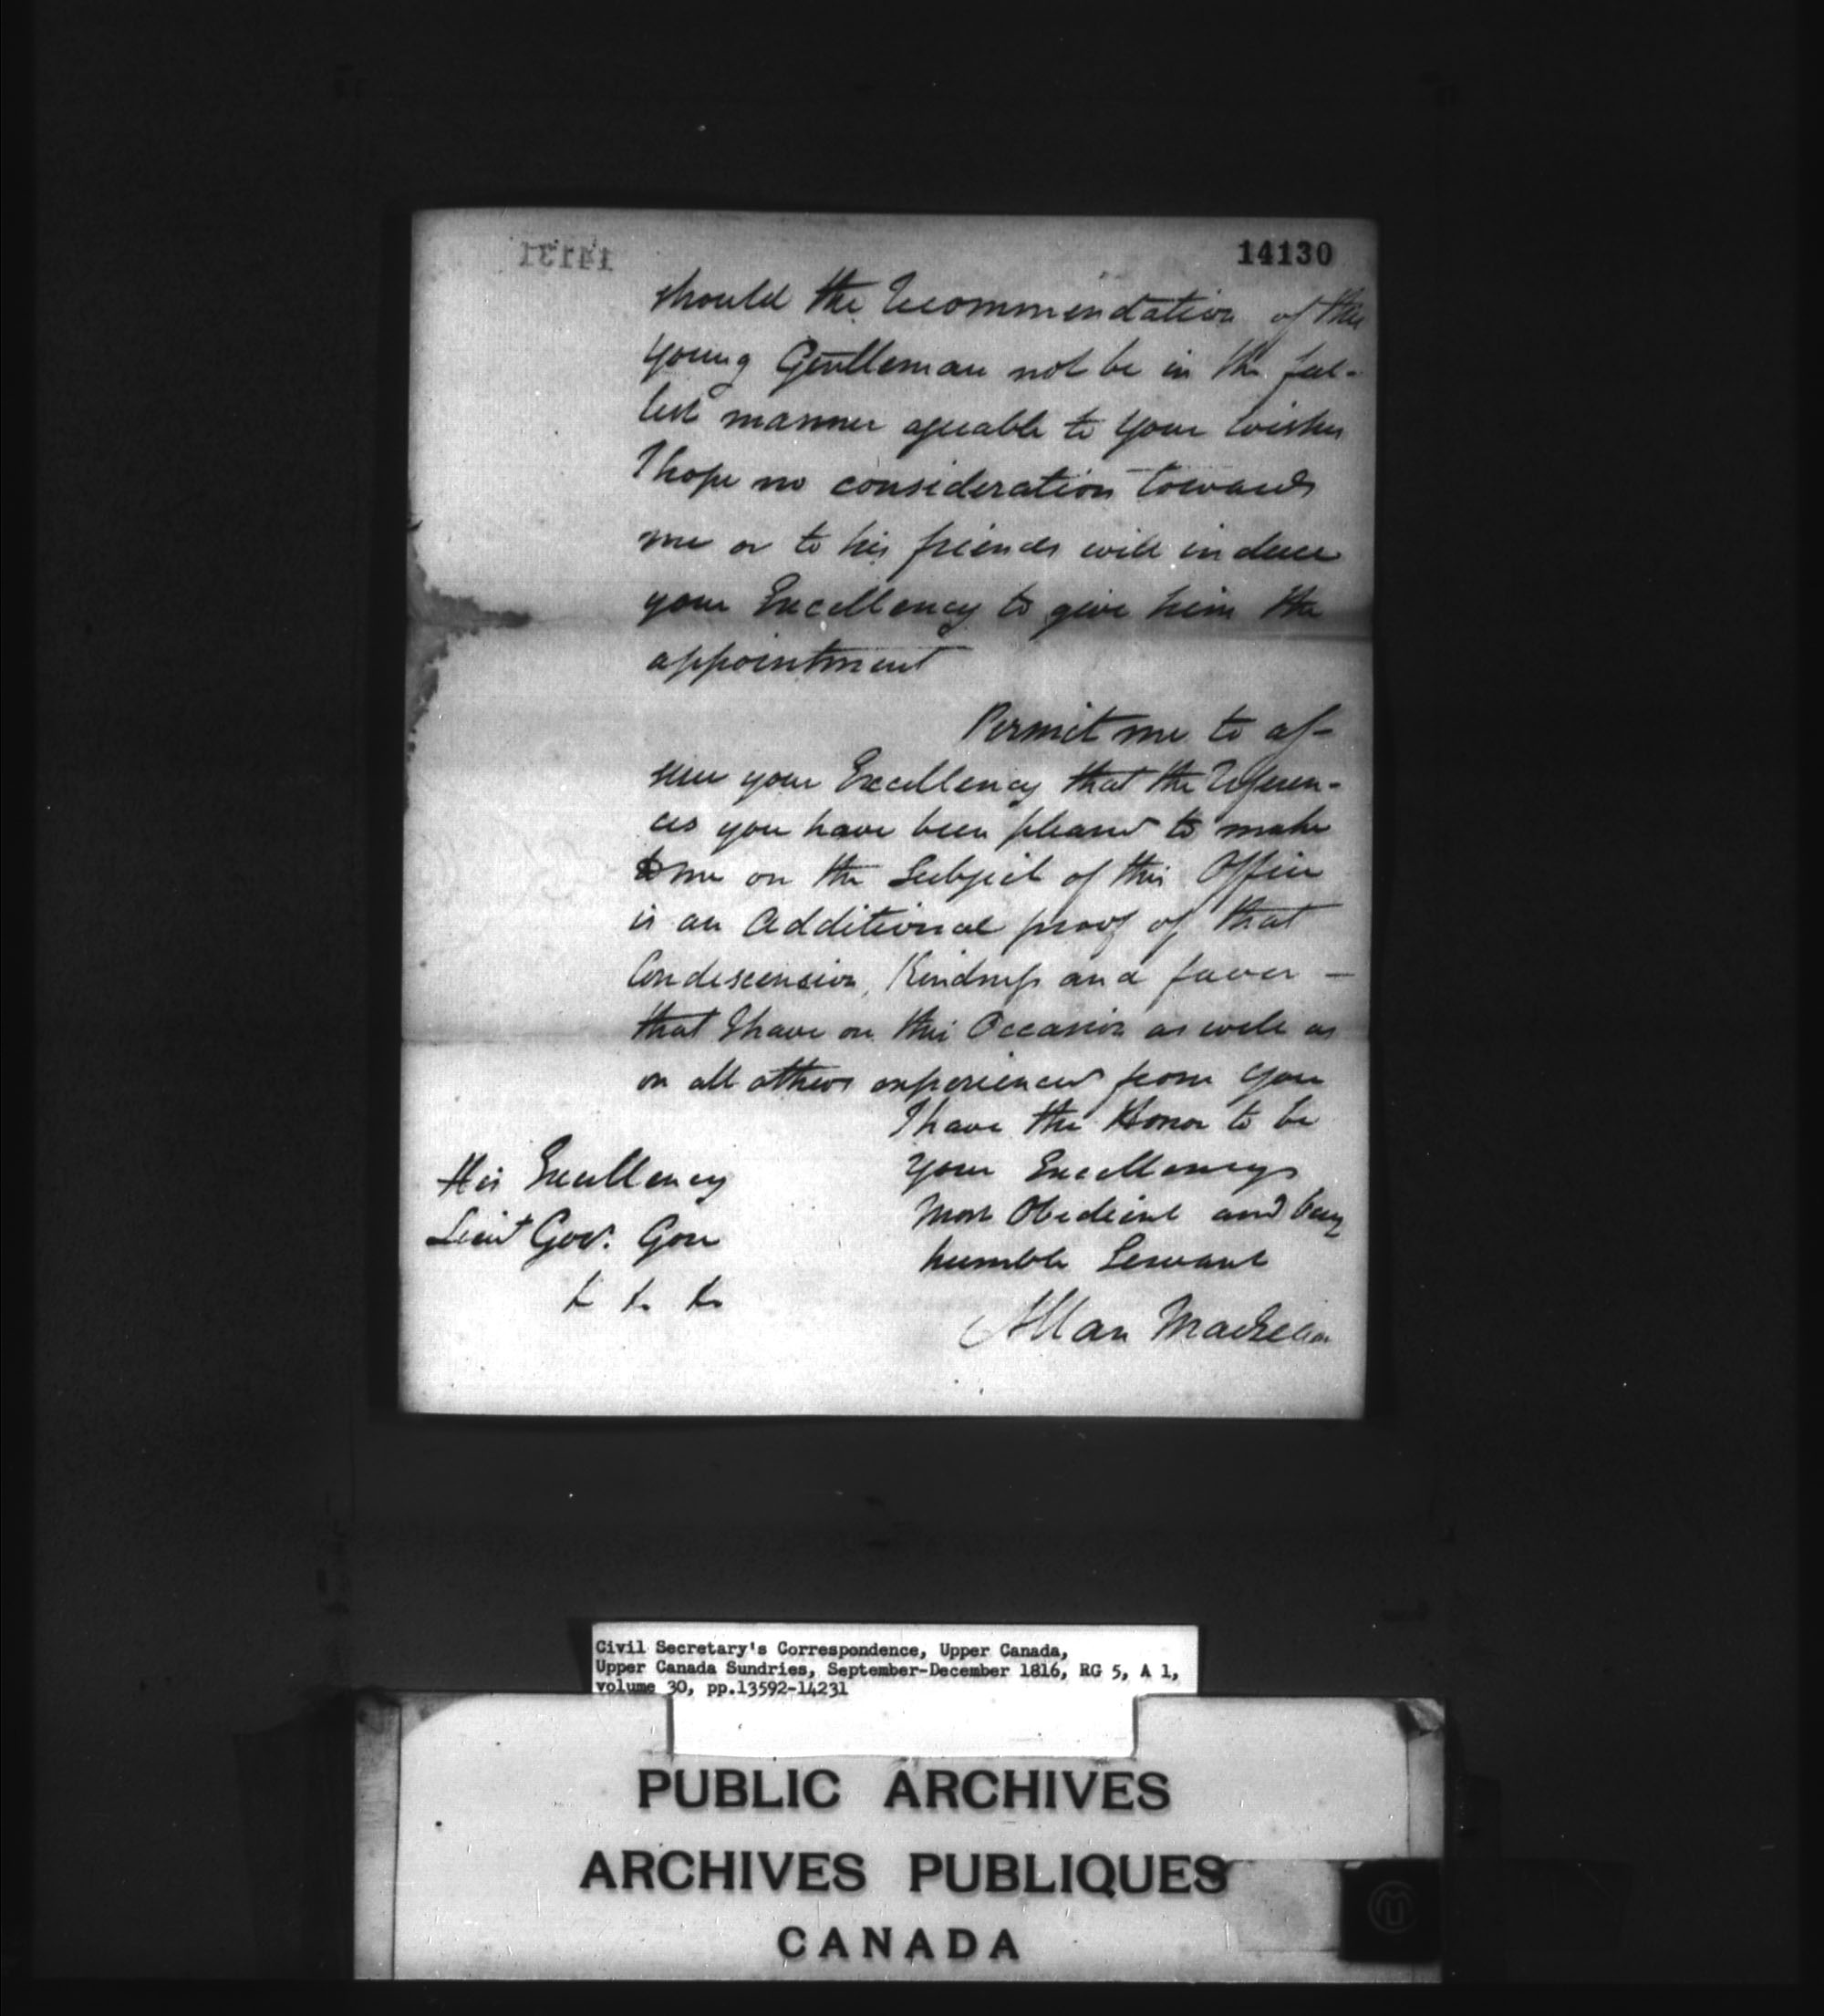 14130
should the Recommendation of this
young Gentleman not be in the ful-
lest manner agreable to your wishes
I hope no consideration towards
me or to his friends will induce
your Excellency to give him the
appointment
Permit me to as-
sure your Excellency that the Referen-
ces you have been pleased to make
to me on the Subject of this Office
is an Additional proof of that
Condescension, Kindness and favor —
that I have on this Occasion as well as
on all others experienced from you
I have the Honor to be
your Excellencys
Most Obedient and very
humble Servant
Allan Maclean
His Excellency
Lieut Gov. Gore
& & &
Civil Secretary's Correspondence, Upper Canada,
Upper Canada Sundries, September-December 1816, RG 5, A 1,
volume 30, pp.13592-14231
PUBLIC ARCHIVES
ARCHIVES PUBLIQUES
CANADA